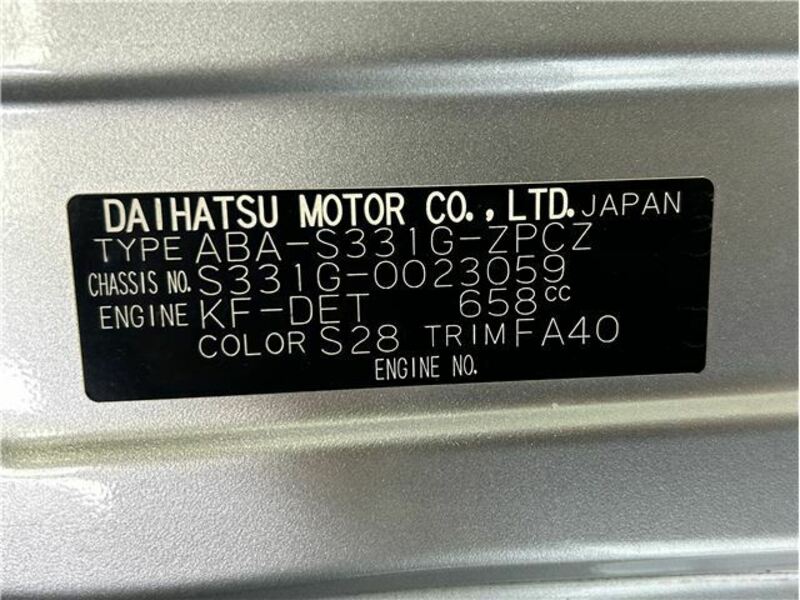 DAIHATSU MOTOR CO., LTD. JAPAN
TYPE ABA-S331G-ZPCZ
CHASSIS NO. S331G-0023059
ENGINE KF-DET 658cc
COLOR S28 TRIM FA40
ENGINE NO.